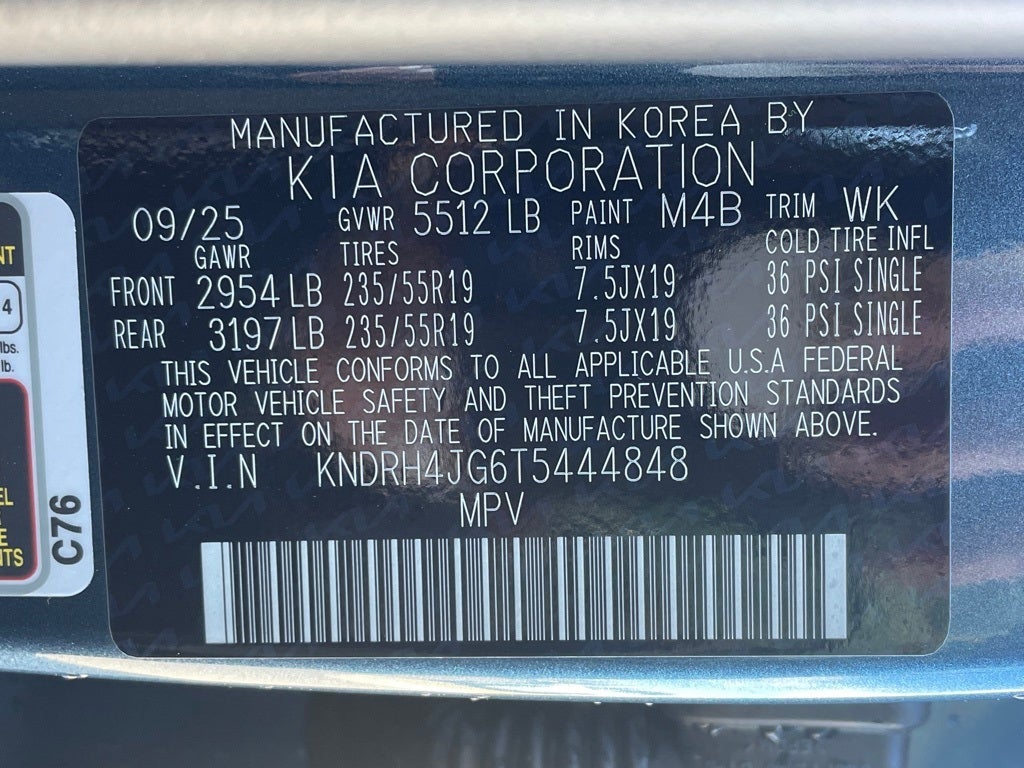 MANUFACTURED IN KOREA BY
KIA CORPORATION
09/25 GVWR 5512 LB PAINT M4B TRIM WK
GAWR TIRES RIMS COLD TIRE INFL
FRONT 2954 LB 235/55R19 7.5JX19 36 PSI SINGLE
REAR 3197 LB 235/55R19 7.5JX19 36 PSI SINGLE
THIS VEHICLE CONFORMS TO ALL APPLICABLE U.S.A FEDERAL
MOTOR VEHICLE SAFETY AND THEFT PREVENTION STANDARDS
IN EFFECT ON THE DATE OF MANUFACTURE SHOWN ABOVE.
V.I.N KNDRH4JG6T5444848
MPV
4
lbs.
lb.
C76